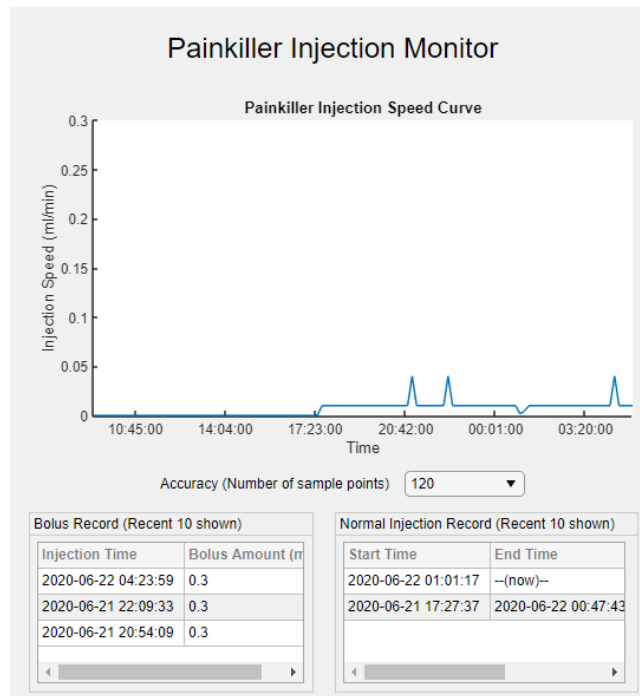 Painkiller Injection Monitor
Painkiller Injection Speed Curve
0.3
0.25
0.2
0.15
0.1
0.05
0
Injection Speed (ml/min)
10:45:00 14:04:00 17:23:00 20:42:00 00:01:00 03:20:00
Time
Accuracy (Number of sample points) 120
Bolus Record (Recent 10 shown)
Injection Time Bolus Amount (m
2020-06-22 04:23:59 0.3
2020-06-21 22:09:33 0.3
2020-06-21 20:54:09 0.3
Normal Injection Record (Recent 10 shown)
Start Time End Time
2020-06-22 01:01:17 --(now)--
2020-06-21 17:27:37 2020-06-22 00:47:43